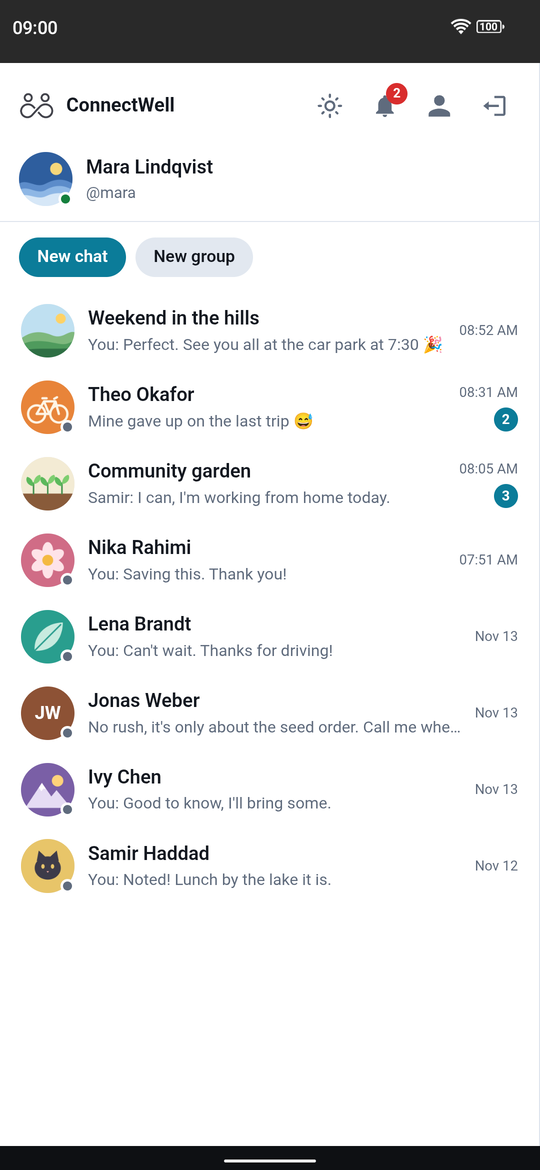 09:00
100
ConnectWell
2
Mara Lindqvist
@mara
New chat
New group
Weekend in the hills
08:52 AM
You: Perfect. See you all at the car park at 7:30 🎉
Theo Okafor
08:31 AM
Mine gave up on the last trip 😅
2
Community garden
08:05 AM
Samir: I can, I'm working from home today.
3
Nika Rahimi
07:51 AM
You: Saving this. Thank you!
Lena Brandt
Nov 13
You: Can't wait. Thanks for driving!
JW
Jonas Weber
Nov 13
No rush, it's only about the seed order. Call me whe…
Ivy Chen
Nov 13
You: Good to know, I'll bring some.
Samir Haddad
Nov 12
You: Noted! Lunch by the lake it is.